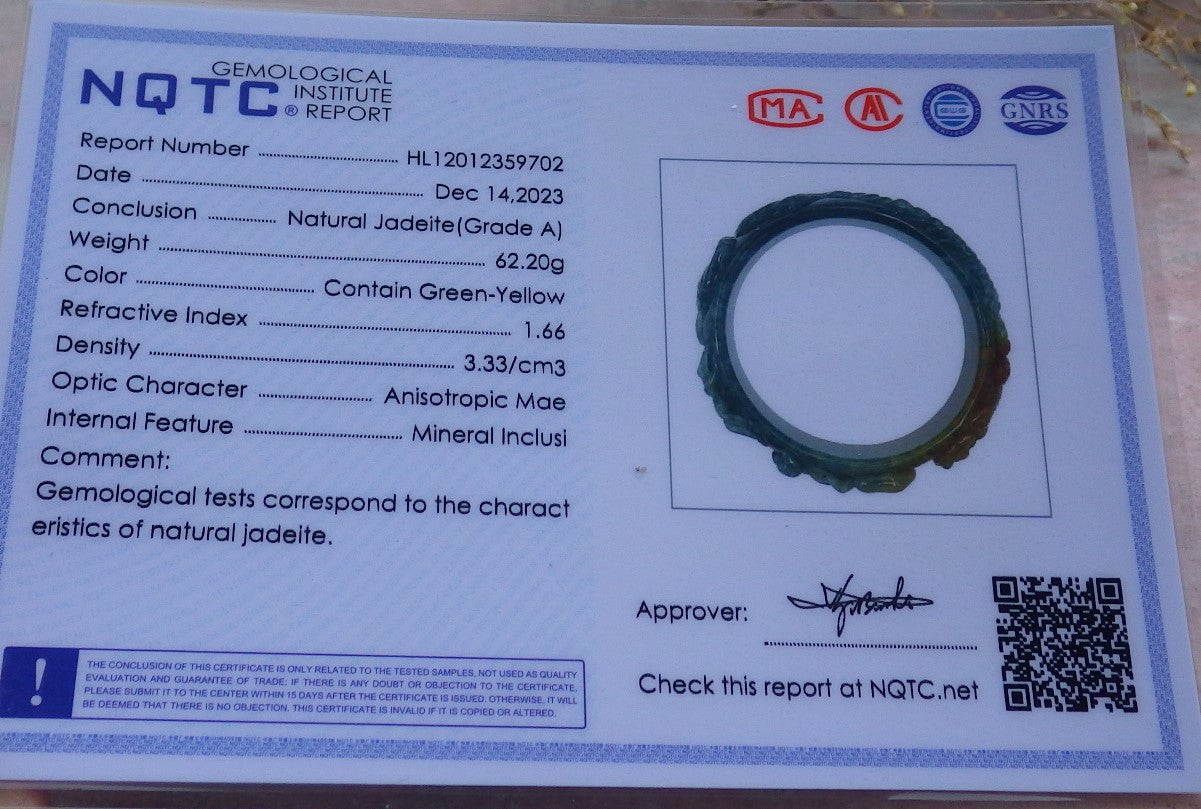 NQTC®
GEMOLOGICAL
INSTITUTE
REPORT
MA
GNRS
Report Number ........ HL12012359702
Date ........ Dec 14,2023
Conclusion ........ Natural Jadeite(Grade A)
Weight ........ 62.20g
Color ........ Contain Green-Yellow
Refractive Index ........ 1.66
Density ........ 3.33/cm3
Optic Character ........ Anisotropic Mae
Internal Feature ........ Mineral Inclusi
Comment:
Gemological tests correspond to the charact
eristics of natural jadeite.
Approver:
Check this report at NQTC.net
!
THE CONCLUSION OF THIS CERTIFICATE IS ONLY RELATED TO THE TESTED SAMPLES, NOT USED AS QUALITY
EVALUATION AND GUARANTEE OF TRADE; IF THERE IS ANY DOUBT OR OBJECTION TO THE CERTIFICATE,
PLEASE SUBMIT IT TO THE CENTER WITHIN 15 DAYS AFTER THE CERTIFICATE IS ISSUED. OTHERWISE, IT WILL
BE DEEMED THAT THERE IS NO OBJECTION. THIS CERTIFICATE IS INVALID IF IT IS COPIED OR ALTERED.